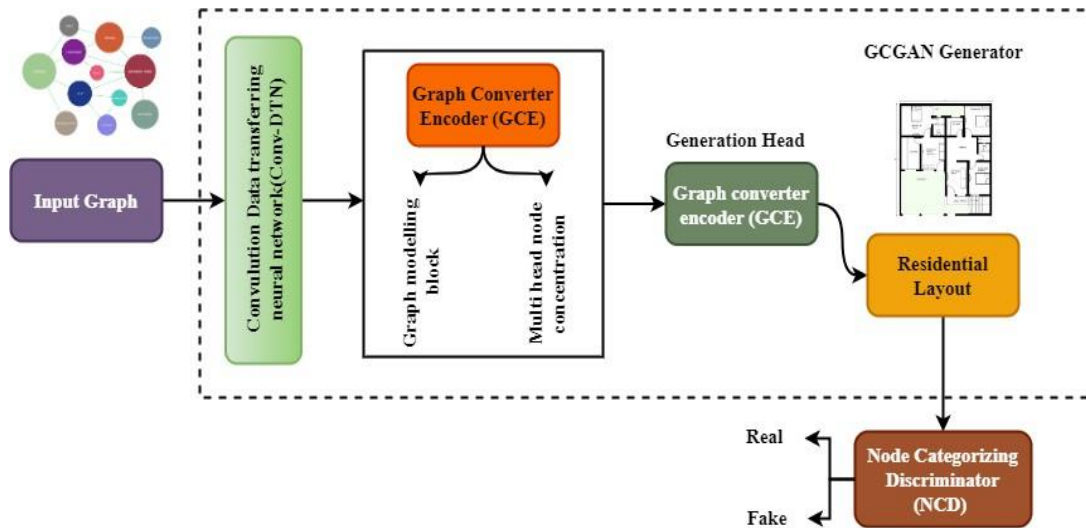 GCGAN Generator
Input Graph
Convulution Data transferring
neural network(Conv-DTN)
Graph Converter
Encoder (GCE)
Graph modelling
block
Multi head node
concentration
Generation Head
Graph converter
encoder (GCE)
Residential
Layout
Node Categorizing
Discriminator
(NCD)
Real
Fake